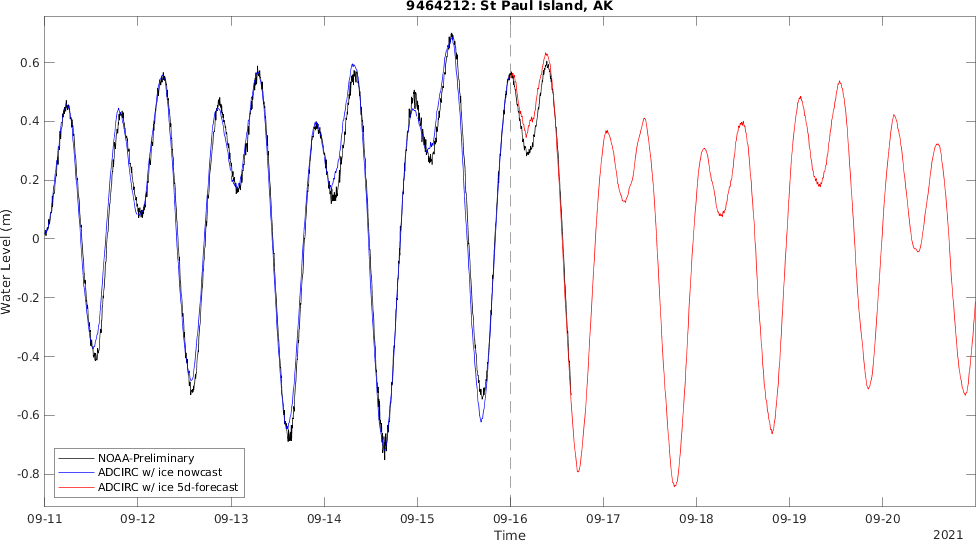 9464212: St Paul Island, AK
Water Level (m)
0.6
0.4
0.2
0
-0.2
-0.4
-0.6
-0.8
NOAA-Preliminary
ADCIRC w/ ice nowcast
ADCIRC w/ ice 5d-forecast
09-11 09-12 09-13 09-14 09-15 09-16 09-17 09-18 09-19 09-20
Time
2021